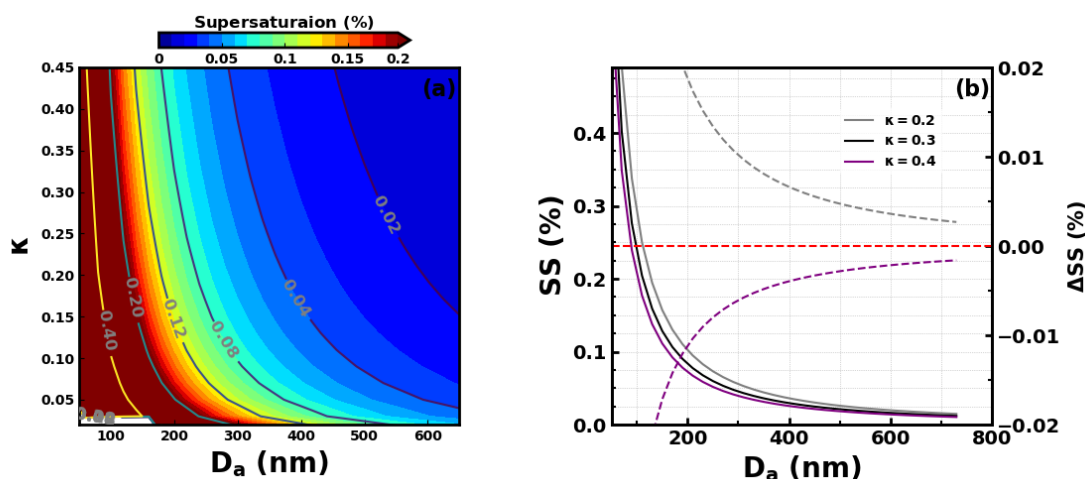 Supersaturaion (%)
0 0.05 0.1 0.15 0.2
(a)
0.45
0.40
0.35
0.30
0.25
0.20
0.15
0.10
0.05
κ
0.40
0.20
0.12
0.08
0.04
0.02
100 200 300 400 500 600
Da (nm)
(b)
κ = 0.2
κ = 0.3
κ = 0.4
0.4
0.3
0.2
0.1
0.0
SS (%)
0.02
0.01
0.00
−0.01
−0.02
ΔSS (%)
200 400 600 800
Da (nm)